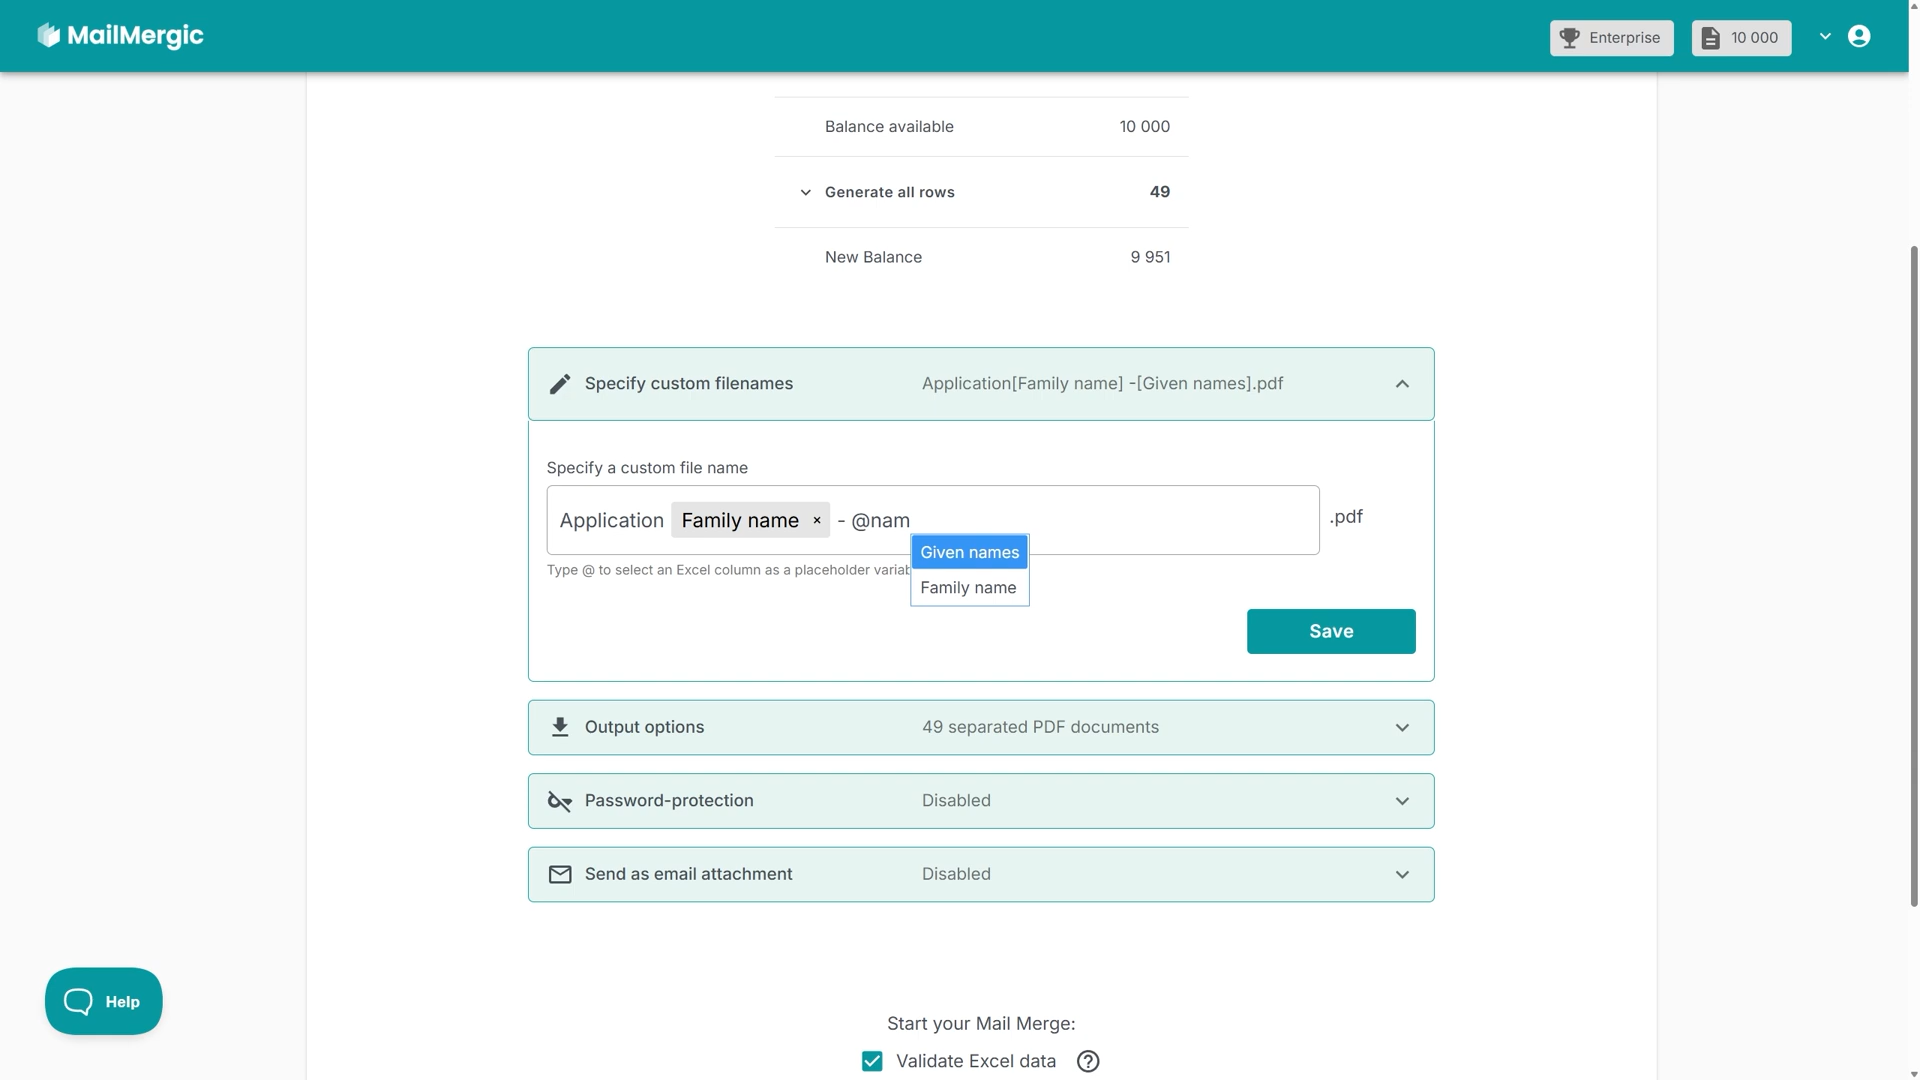 MailMergic
Enterprise
10 000
Balance available 10 000
Generate all rows 49
New Balance 9 951
Specify custom filenames Application[Family name] -[Given names].pdf
Specify a custom file name
Application Family name × - @nam .pdf
Given names
Type @ to select an Excel column as a placeholder
Family name
Save
Output options 49 separated PDF documents
Password-protection Disabled
Send as email attachment Disabled
Help
Start your Mail Merge:
Validate Excel data ?